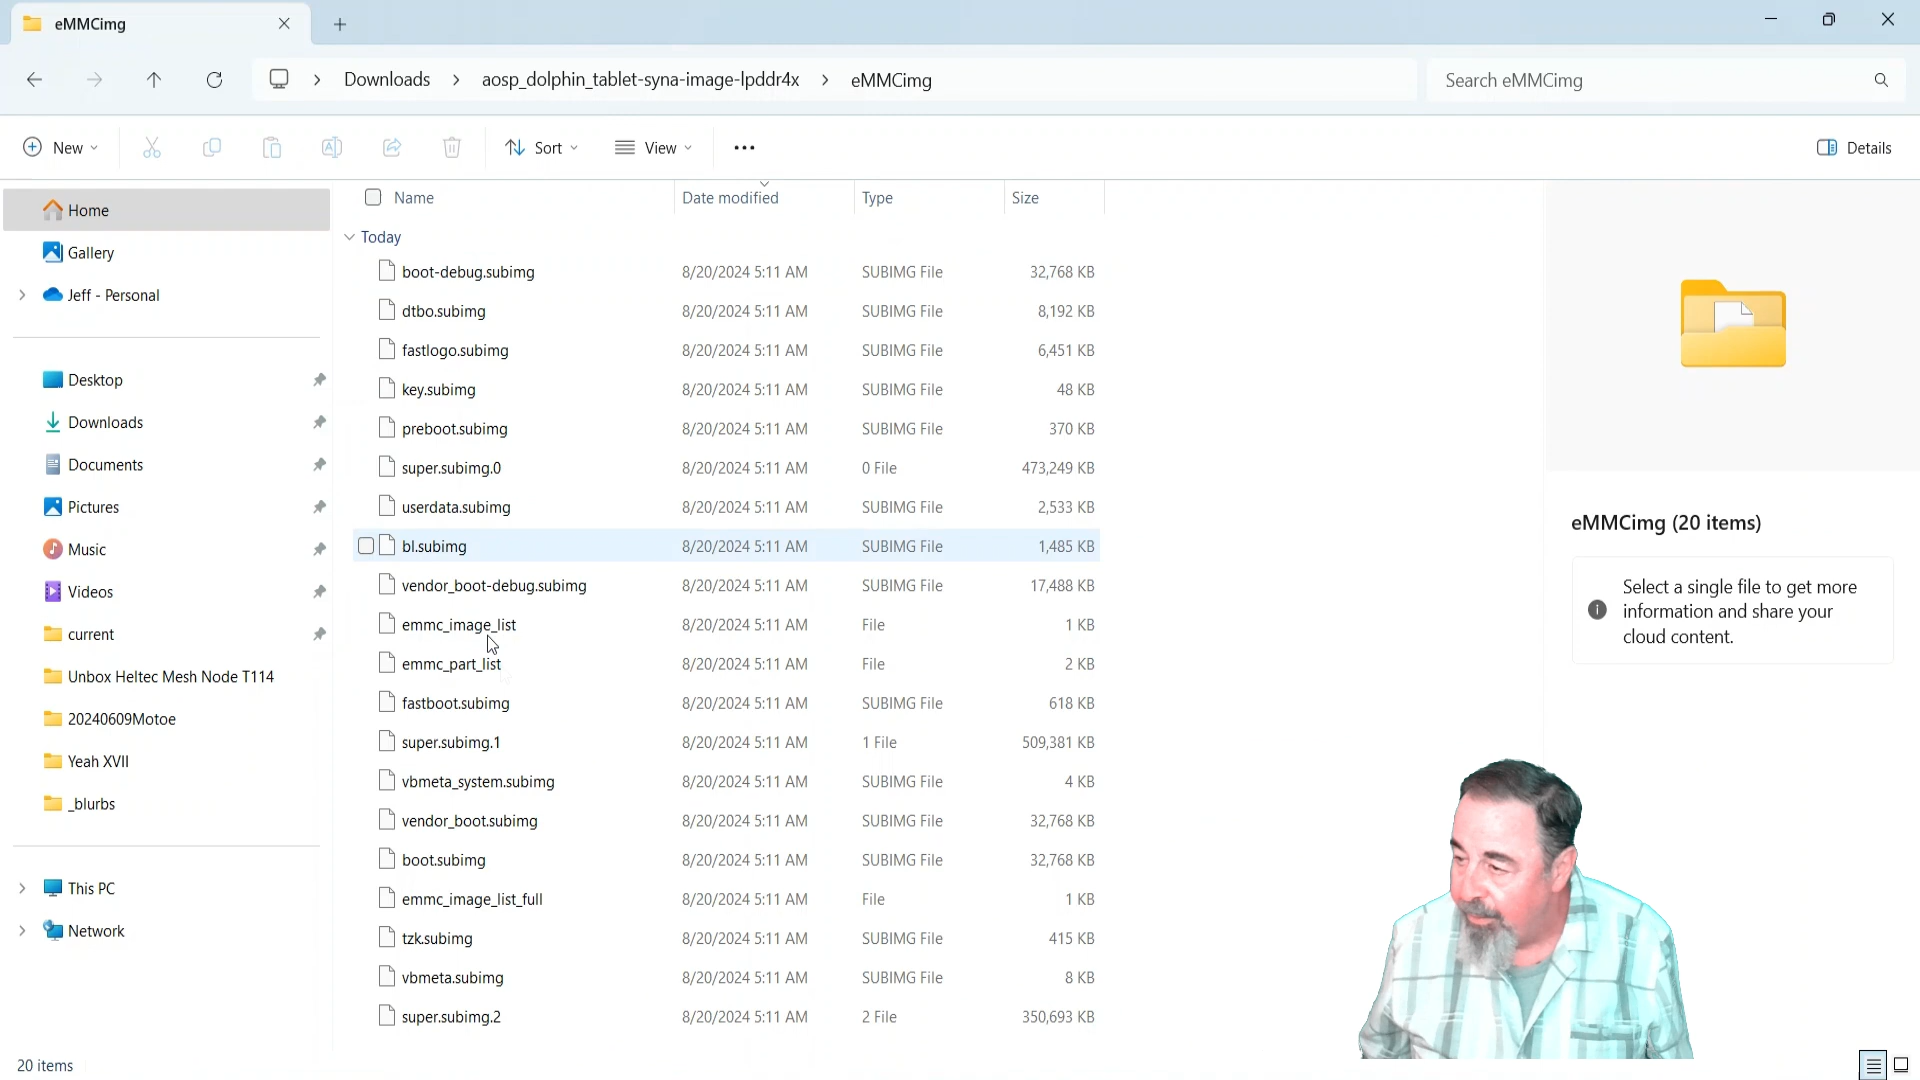 eMMCimg
Downloads > aosp_dolphin_tablet-syna-image-lpddr4x > eMMCimg
Search eMMCimg
New
Sort
View
Details
Home
Gallery
Jeff - Personal
Desktop
Downloads
Documents
Pictures
Music
Videos
current
Unbox Heltec Mesh Node T114
20240609Motoe
Yeah XVII
_blurbs
This PC
Network
Name Date modified Type Size
Today
boot-debug.subimg 8/20/2024 5:11 AM SUBIMG File 32,768 KB
dtbo.subimg 8/20/2024 5:11 AM SUBIMG File 8,192 KB
fastlogo.subimg 8/20/2024 5:11 AM SUBIMG File 6,451 KB
key.subimg 8/20/2024 5:11 AM SUBIMG File 48 KB
preboot.subimg 8/20/2024 5:11 AM SUBIMG File 370 KB
super.subimg.0 8/20/2024 5:11 AM 0 File 473,249 KB
userdata.subimg 8/20/2024 5:11 AM SUBIMG File 2,533 KB
bl.subimg 8/20/2024 5:11 AM SUBIMG File 1,485 KB
vendor_boot-debug.subimg 8/20/2024 5:11 AM SUBIMG File 17,488 KB
emmc_image_list 8/20/2024 5:11 AM File 1 KB
emmc_part_list 8/20/2024 5:11 AM File 2 KB
fastboot.subimg 8/20/2024 5:11 AM SUBIMG File 618 KB
super.subimg.1 8/20/2024 5:11 AM 1 File 509,381 KB
vbmeta_system.subimg 8/20/2024 5:11 AM SUBIMG File 4 KB
vendor_boot.subimg 8/20/2024 5:11 AM SUBIMG File 32,768 KB
boot.subimg 8/20/2024 5:11 AM SUBIMG File 32,768 KB
emmc_image_list_full 8/20/2024 5:11 AM File 1 KB
tzk.subimg 8/20/2024 5:11 AM SUBIMG File 415 KB
vbmeta.subimg 8/20/2024 5:11 AM SUBIMG File 8 KB
super.subimg.2 8/20/2024 5:11 AM 2 File 350,693 KB
eMMCimg (20 items)
Select a single file to get more
information and share your
cloud content.
20 items